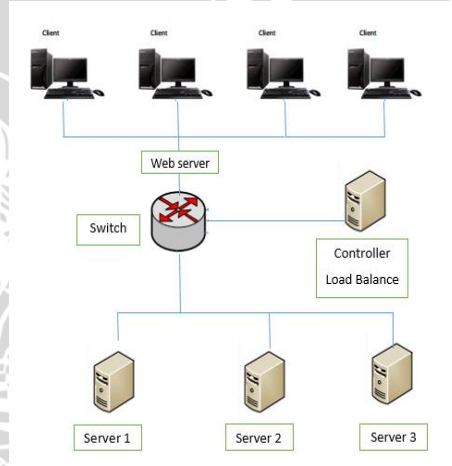 Client
Client
Client
Client
Web server
Switch
Controller
Load Balance
Server 1
Server 2
Server 3